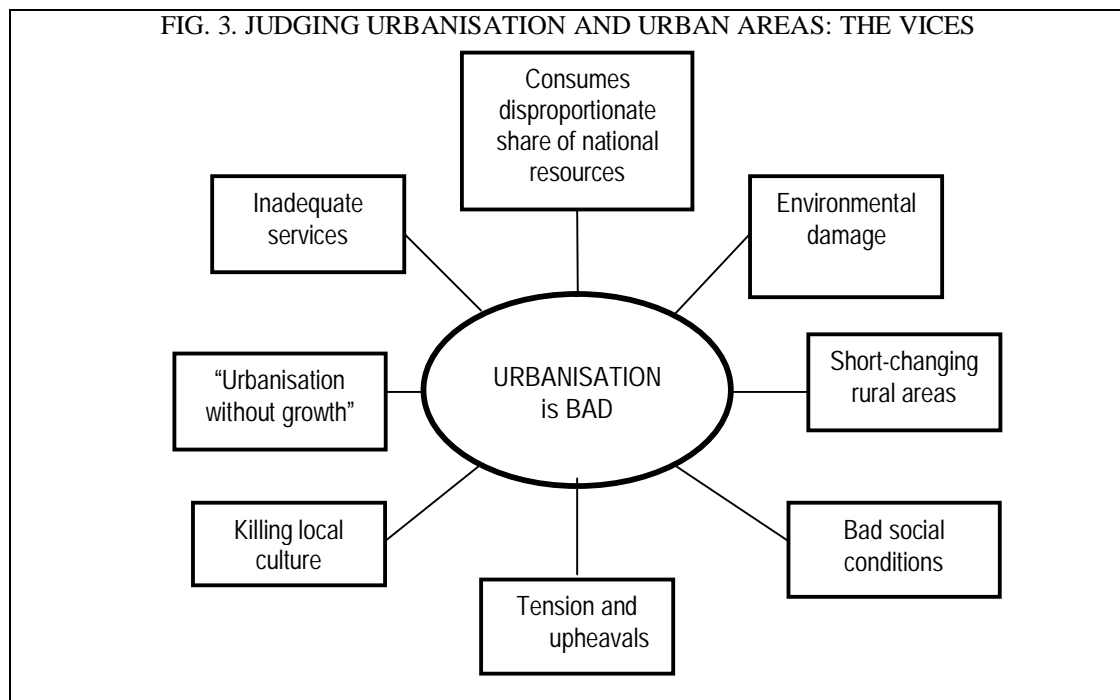 FIG. 3. JUDGING URBANISATION AND URBAN AREAS: THE VICES
Consumes
disproportionate
share of national
resources
Inadequate
services
Environmental
damage
“Urbanisation
without growth”
URBANISATION
is BAD
Short-changing
rural areas
Killing local
culture
Bad social
conditions
Tension and
upheavals